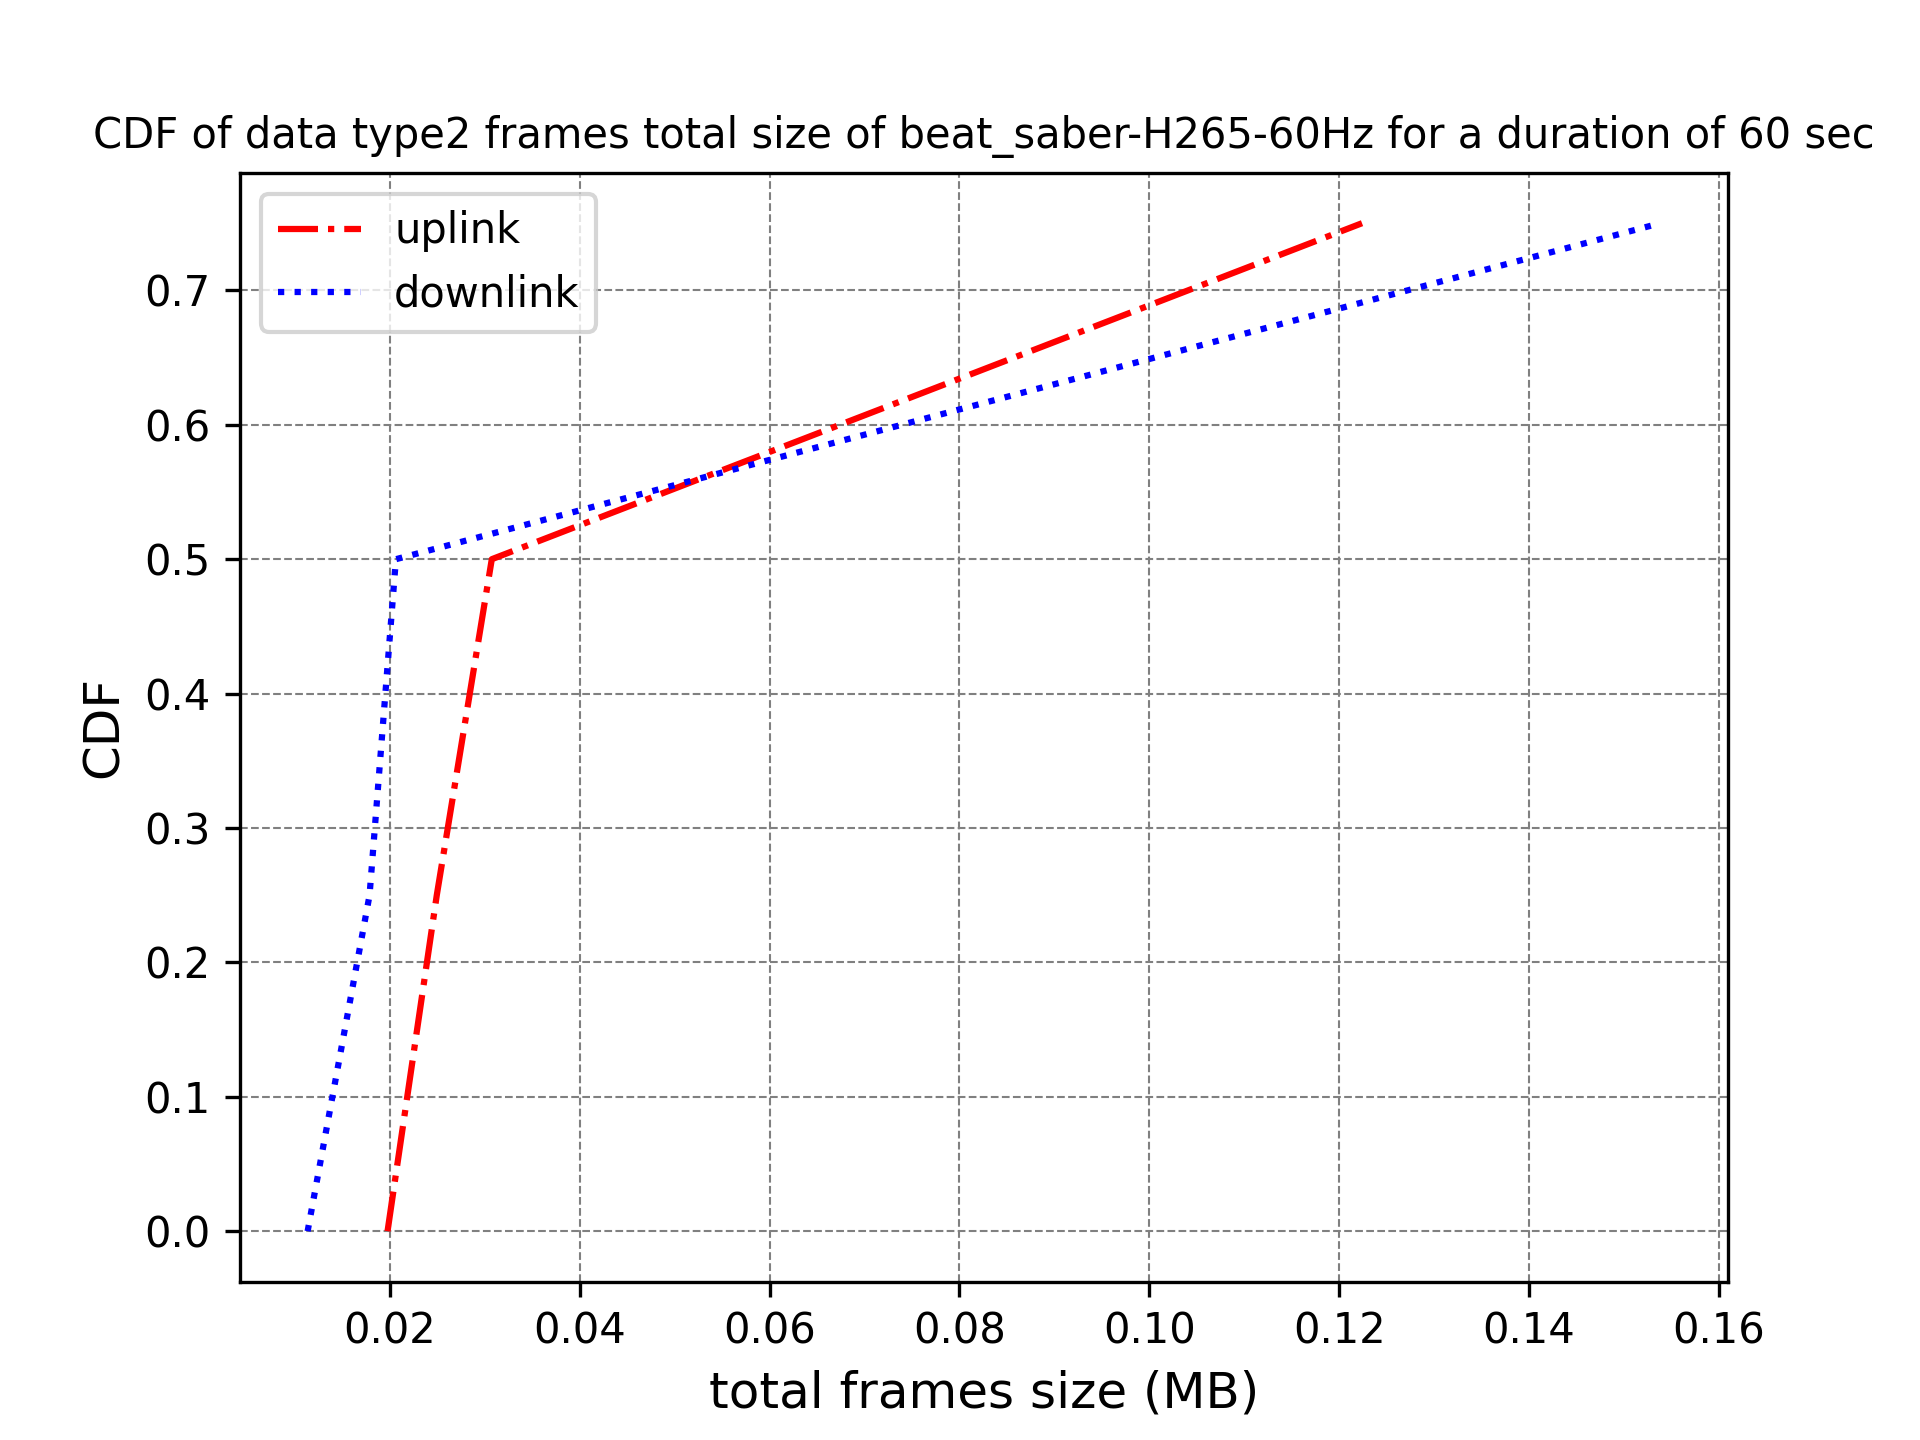 CDF of data type2 frames total size of beat_saber-H265-60Hz for a duration of 60 sec
uplink
downlink
0.7
0.6
0.5
0.4
0.3
0.2
0.1
0.0
CDF
0.02 0.04 0.06 0.08 0.10 0.12 0.14 0.16
total frames size (MB)